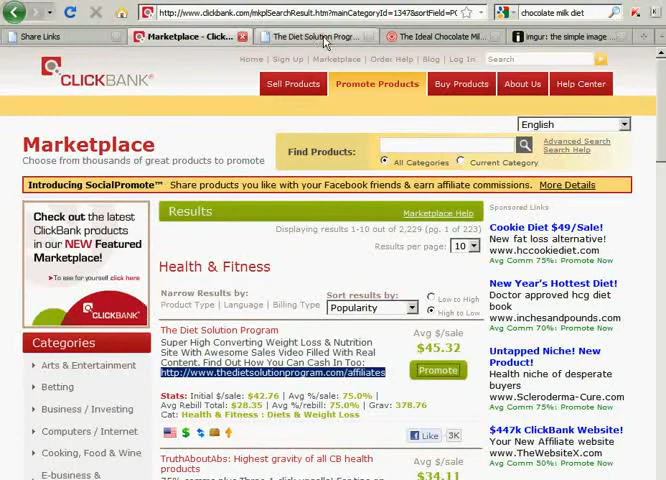 http://www.clickbank.com/mkplSearchResult.htm?mainCategoryId=1347&sortField=PO
chocolate milk diet
Share Links
Marketplace - Clic...
The Diet Solution Progr...
The Ideal Chocolate Mil...
imgur: the simple image ...
Home | Sign Up | Marketplace | Order Help | Blog | Log In
Search
CLICKBANK®
Sell Products
Promote Products
Buy Products
About Us
Help Center
English
Marketplace
Choose from thousands of great products to promote
Find Products:
Advanced Search
Search Help
All Categories
Current Category
Introducing SocialPromote™ Share products you like with your Facebook friends & earn affiliate commissions. More Details
Check out the latest
ClickBank products
in our NEW Featured
Marketplace!
To see for yourself click here
Categories
Arts & Entertainment
Betting
Business / Investing
Computers / Internet
Cooking, Food & Wine
E-business &
Results
Marketplace Help
Displaying results 1-10 out of 2,229 (pg. 1 of 223)
Results per page: 10
Health & Fitness
Narrow Results by:
Product Type | Language | Billing Type
Sort results by:
Popularity
Low to High
High to Low
The Diet Solution Program
Super High Converting Weight Loss & Nutrition
Site With Awesome Sales Video Filled With Real
Content. Find Out How You Can Cash In Too:
http://www.thedietsolutionprogram.com/affiliates
Avg $/sale
$45.32
Promote
Stats: Initial $/sale: $42.76 | Avg %/sale: 75.0% |
Avg Rebill Total: $28.35 | Avg %/rebill: 75.0% | Grav: 378.76
Cat: Health & Fitness : Diets & Weight Loss
Like
3K
TruthAboutAbs: Highest gravity of all CB health
products
Avg $/sale
$34.11
Sponsored Links
Cookie Diet $49/Sale!
New fat loss alternative!
www.hccookiediet.com
Avg Comm 75%: Promote Now
New Year's Hottest Diet!
Doctor approved hcg diet
book
www.inchesandpounds.com
Avg Comm 70%: Promote Now
Untapped Niche! New
Product!
Health niche of desperate
buyers
www.Scleroderma-Cure.com
Avg Comm 75%: Promote Now
$447k ClickBank Website!
Your New Affiliate website
www.TheWebsiteX.com
Avg Comm 50%: Promote Now